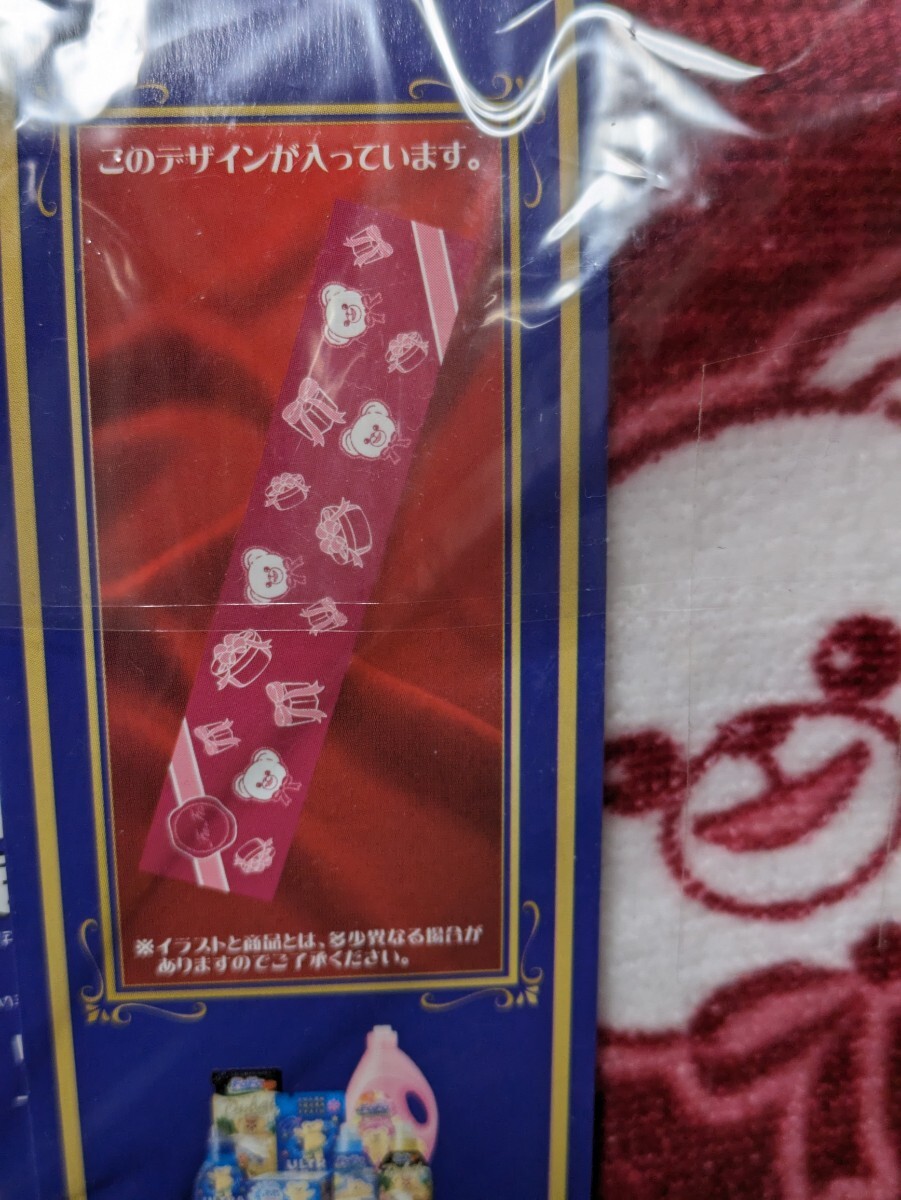 このデザインが入っています。
※イラストと商品とは、多少異なる場合が
ありますのでご了承ください。
ULTR